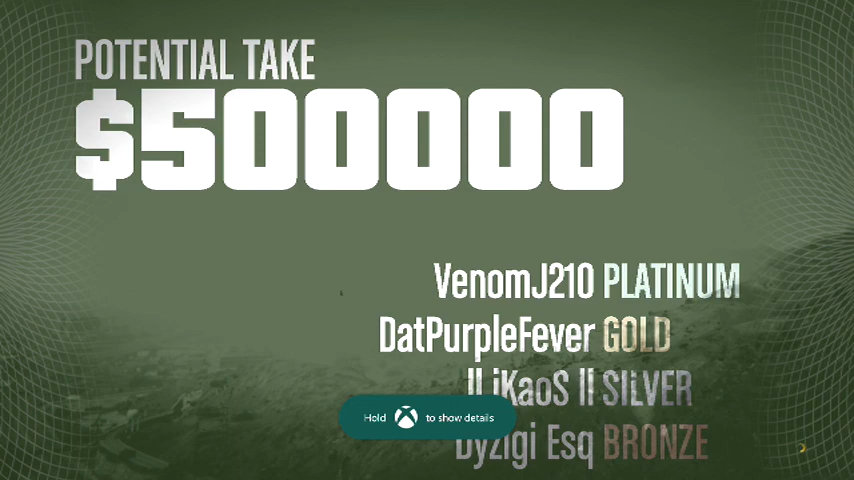 POTENTIAL TAKE
$500000
VenomJ210 PLATINUM
DatPurpleFever GOLD
II iKaoS II SILVER
Hold to show details
Dyzigi Esq BRONZE